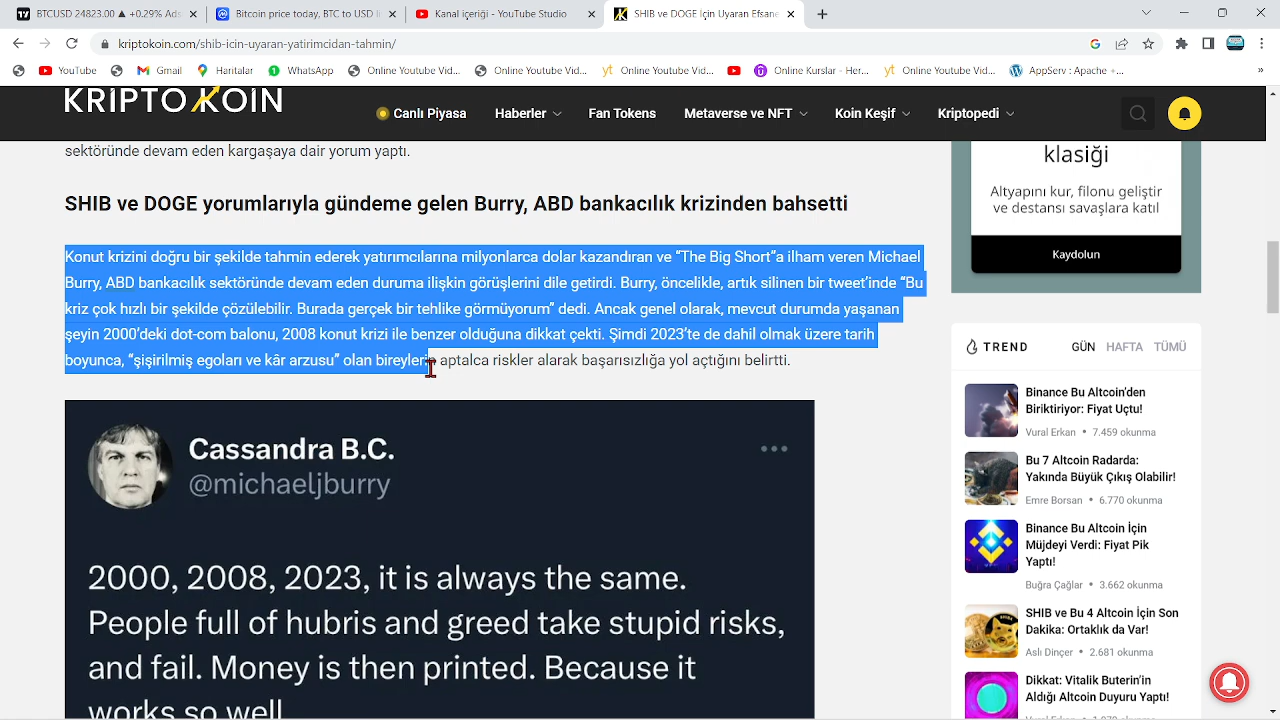 BTCUSD 24823.00 ▲ +0.29% Ads
Bitcoin price today, BTC to USD li
Kanal içeriği - YouTube Studio
SHIB ve DOGE İçin Uyaran Efsane
kriptokoin.com/shib-icin-uyaran-yatirimcidan-tahmin/
YouTube
Gmail
Haritalar
WhatsApp
Online Youtube Vid...
Online Youtube Vid...
Online Youtube Vid...
Online Kurslar - Her...
Online Youtube Vid...
AppServ : Apache +...
KRIPTOKOIN
Canlı Piyasa
Haberler
Fan Tokens
Metaverse ve NFT
Koin Keşif
Kriptopedi
sektöründe devam eden kargaşaya dair yorum yaptı.
SHIB ve DOGE yorumlarıyla gündeme gelen Burry, ABD bankacılık krizinden bahsetti
Konut krizini doğru bir şekilde tahmin ederek yatırımcılarına milyonlarca dolar kazandıran ve “The Big Short”a ilham veren Michael
Burry, ABD bankacılık sektöründe devam eden duruma ilişkin görüşlerini dile getirdi. Burry, öncelikle, artık silinen bir tweet’inde “Bu
kriz çok hızlı bir şekilde çözülebilir. Burada gerçek bir tehlike görmüyorum” dedi. Ancak genel olarak, mevcut durumda yaşanan
şeyin 2000’deki dot-com balonu, 2008 konut krizi ile benzer olduğuna dikkat çekti. Şimdi 2023’te de dahil olmak üzere tarih
boyunca, “şişirilmiş egoları ve kâr arzusu” olan bireylerin aptalca riskler alarak başarısızlığa yol açtığını belirtti.
Cassandra B.C.
@michaeljburry
2000, 2008, 2023, it is always the same.
People full of hubris and greed take stupid risks,
and fail. Money is then printed. Because it
works so well
klasiği
Altyapını kur, filonu geliştir
ve destansı savaşlara katıl
Kaydolun
TREND
GÜN
HAFTA
TÜMÜ
Binance Bu Altcoin’den
Biriktiriyor: Fiyat Uçtu!
Vural Erkan • 7.459 okunma
Bu 7 Altcoin Radarda:
Yakında Büyük Çıkış Olabilir!
Emre Borsan • 6.770 okunma
Binance Bu Altcoin İçin
Müjdeyi Verdi: Fiyat Pik
Yaptı!
Buğra Çağlar • 3.662 okunma
SHIB ve Bu 4 Altcoin İçin Son
Dakika: Ortaklık da Var!
Aslı Dinçer • 2.681 okunma
Dikkat: Vitalik Buterin’in
Aldığı Altcoin Duyuru Yaptı!